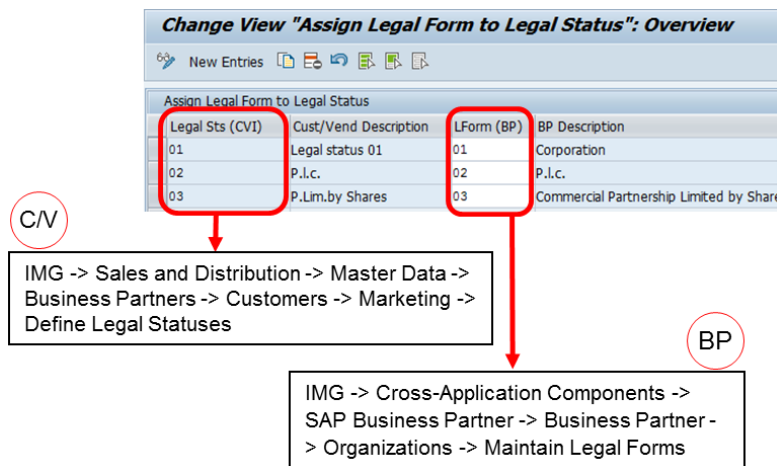 Change View "Assign Legal Form to Legal Status": Overview
New Entries
Assign Legal Form to Legal Status
Legal Sts (CVI) Cust/Vend Description LForm (BP) BP Description
01 Legal status 01 01 Corporation
02 P.l.c. 02 P.l.c.
03 P.Lim.by Shares 03 Commercial Partnership Limited by Share
C/V
IMG -> Sales and Distribution -> Master Data ->
Business Partners -> Customers -> Marketing ->
Define Legal Statuses
BP
IMG -> Cross-Application Components ->
SAP Business Partner -> Business Partner -
> Organizations -> Maintain Legal Forms